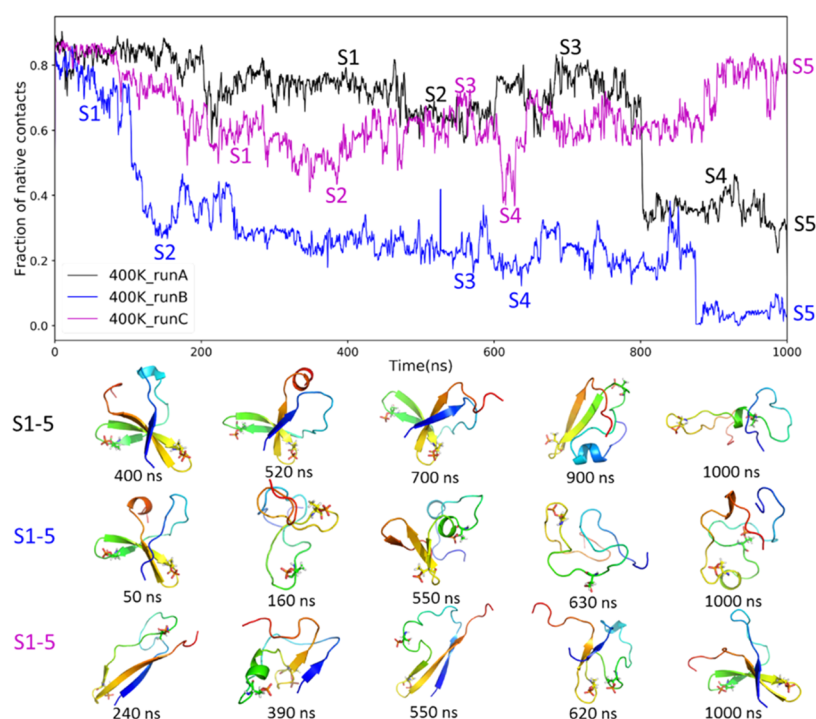 Fraction of native contacts
0.8
0.6
0.4
0.2
0.0
S1
S2
S3
S4
S5
S1
S2
S3
S4
S5
S1
S2
S3
S4
S5
400K_runA
400K_runB
400K_runC
0 200 400 600 800 1000
Time(ns)
S1-5
400 ns 520 ns 700 ns 900 ns 1000 ns
S1-5
50 ns 160 ns 550 ns 630 ns 1000 ns
S1-5
240 ns 390 ns 550 ns 620 ns 1000 ns